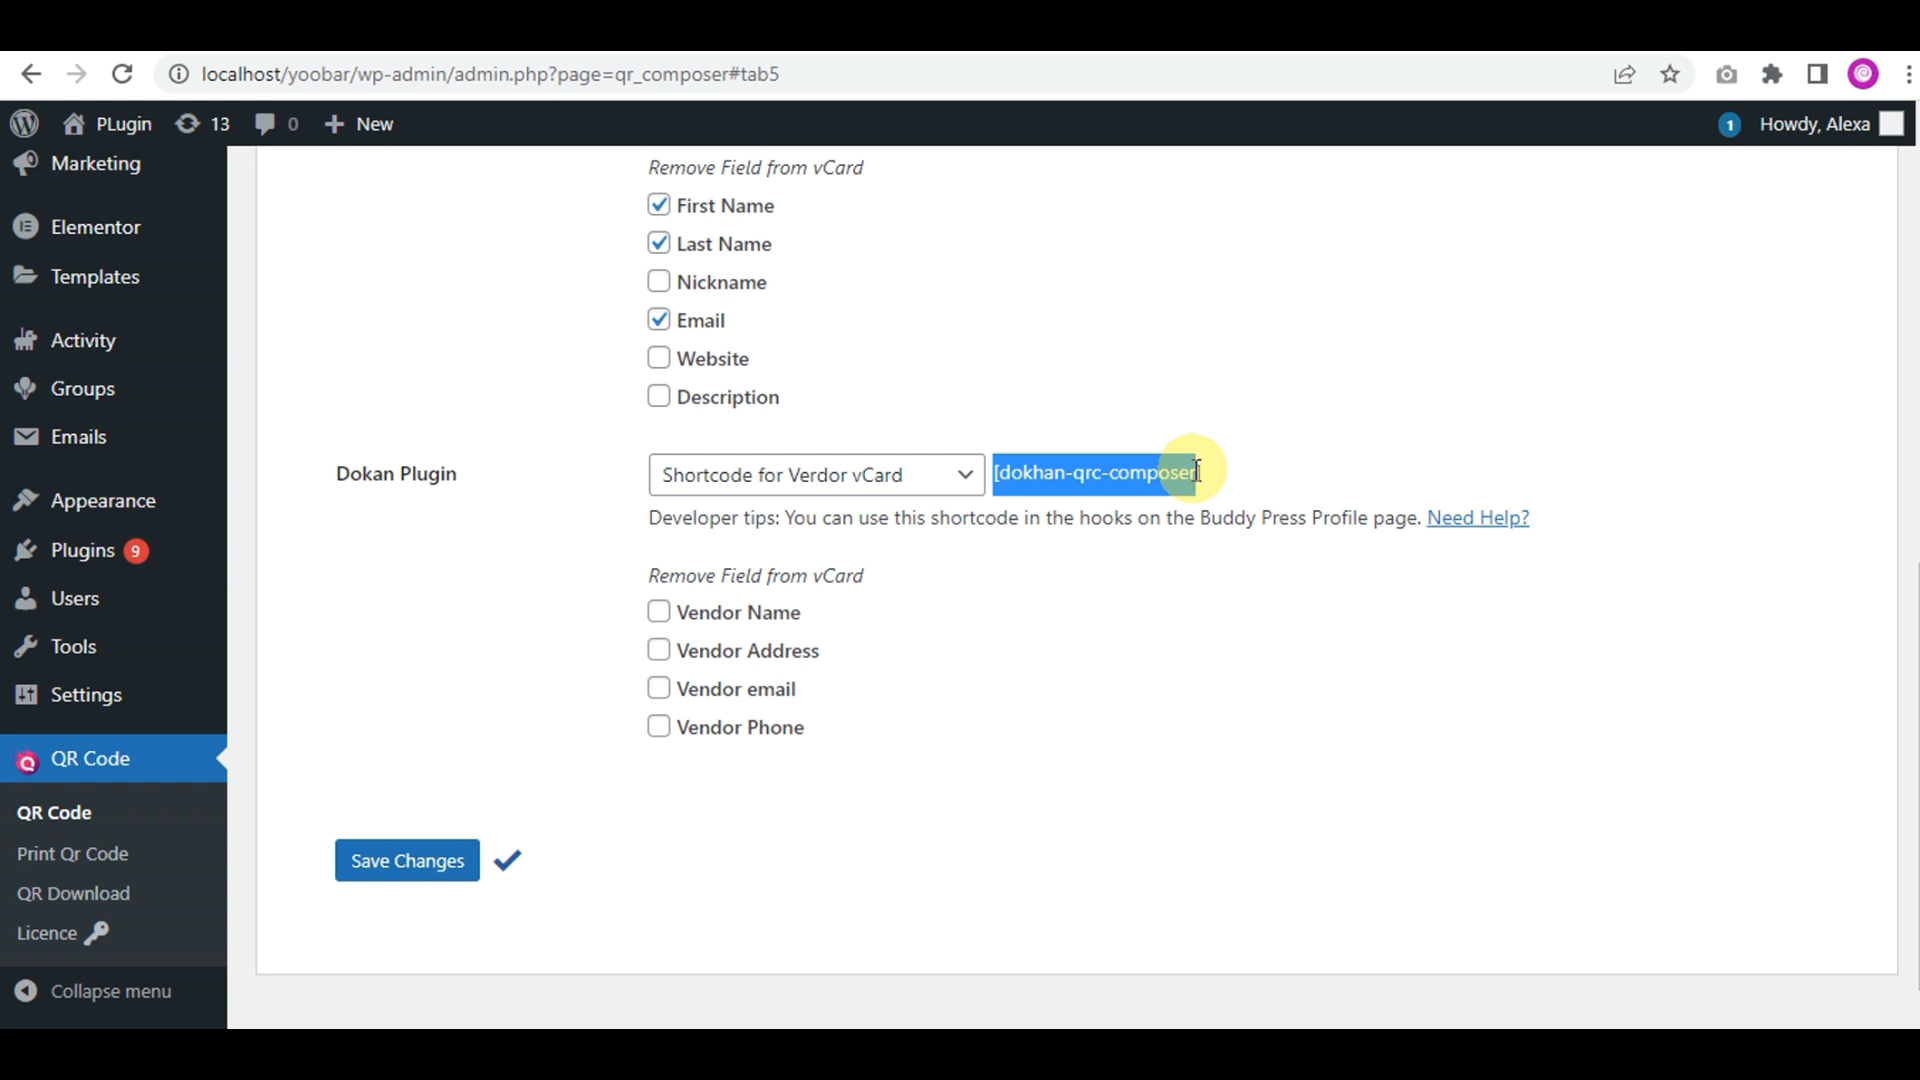 localhost/yoobar/wp-admin/admin.php?page=qr_composer#tab5
PLugin 13 0 New
1 Howdy, Alexa
Marketing
Elementor
Templates
Activity
Groups
Emails
Appearance
Plugins 9
Users
Tools
Settings
QR Code
QR Code
Print Qr Code
QR Download
Licence
Collapse menu
Remove Field from vCard
First Name
Last Name
Nickname
Email
Website
Description
Dokan Plugin
Shortcode for Verdor vCard
[dokhan-qrc-composer]
Developer tips: You can use this shortcode in the hooks on the Buddy Press Profile page. Need Help?
Remove Field from vCard
Vendor Name
Vendor Address
Vendor email
Vendor Phone
Save Changes